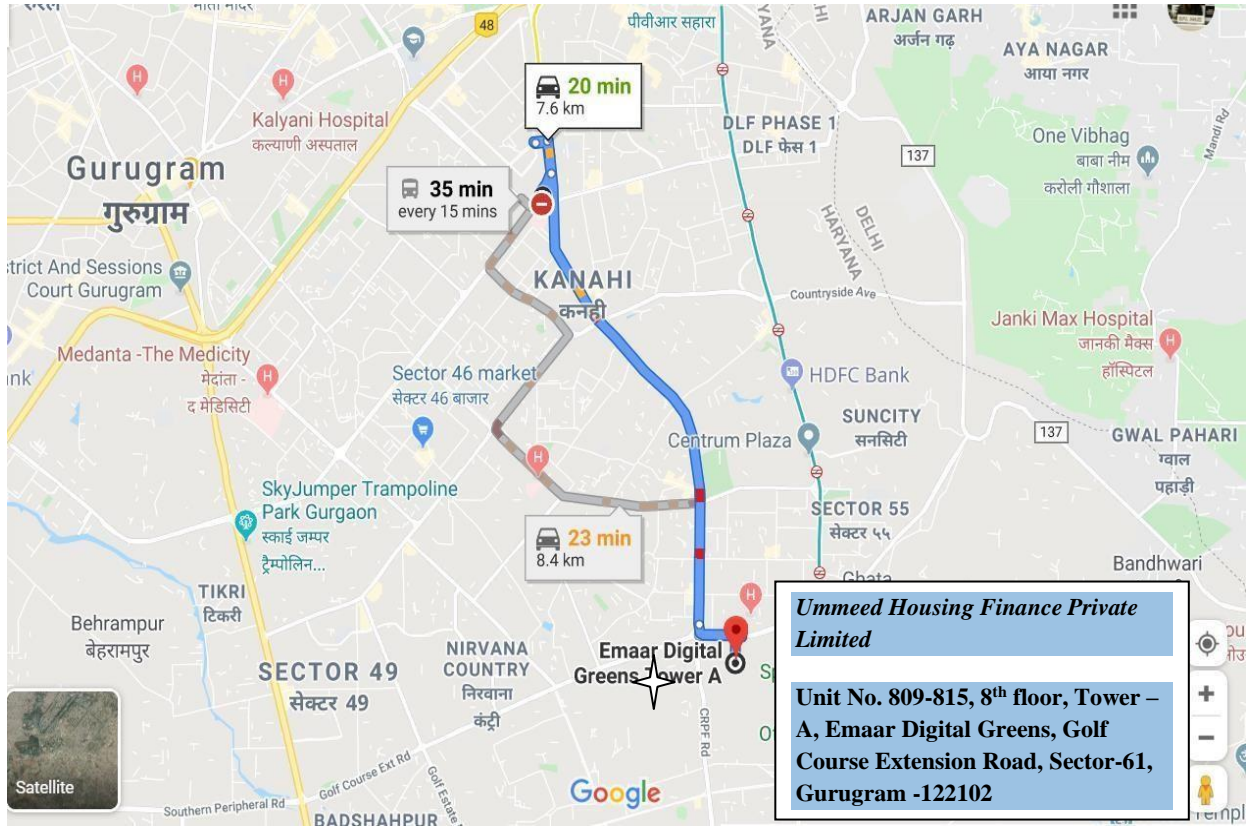 पीवीआर सहारा
ARJAN GARH
अर्जन गढ़
AYA NAGAR
आया नगर
48
20 min
7.6 km
Kalyani Hospital
कल्याणी अस्पताल
DLF PHASE 1
DLF फेस 1
One Vibhag
बाबा नीम
करोली गौशाला
Mandi Rd
137
Gurugram
गुरुग्राम
35 min
every 15 mins
DELHI
HARYANA
strict And Sessions
Court Gurugram
KANAHI
कनही
Countryside Ave
Janki Max Hospital
जानकी मैक्स
हॉस्पिटल
Medanta -The Medicity
मेदांता -
द मेडिसिटी
Sector 46 market
सेक्टर 46 बाजार
HDFC Bank
SUNCITY
सनसिटी
Centrum Plaza
137
GWAL PAHARI
ग्वाल
पहाड़ी
SkyJumper Trampoline
Park Gurgaon
स्काई जम्पर
ट्रैम्पोलिन...
SECTOR 55
सेक्टर ५५
23 min
8.4 km
Ghata
Bandhwari
TIKRI
टिकरी
Behrampur
बेहरामपुर
SECTOR 49
सेक्टर 49
NIRVANA
COUNTRY
निरवाना
कंट्री
Emaar Digital
Greens Tower A
CRPF Rd
Ummeed Housing Finance Private
Limited
Unit No. 809-815, 8th floor, Tower –
A, Emaar Digital Greens, Golf
Course Extension Road, Sector-61,
Gurugram -122102
Satellite
Golf Course Ext Rd
Golf Estate
Southern Peripheral Rd
BADSHAHPUR
Google